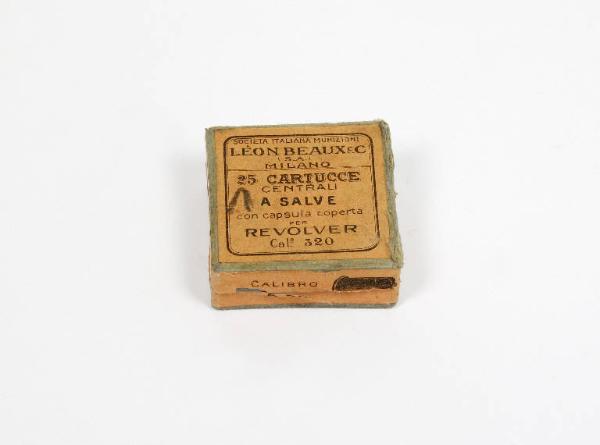 SOCIETÀ ITALIANA MUNIZIONI
LÉON BEAUX & C
(S.A.)
MILANO
25 CARTUCCE
CENTRALI
A SALVE
con capsula coperta
PER
REVOLVER
Cal? 320
CALIBRO